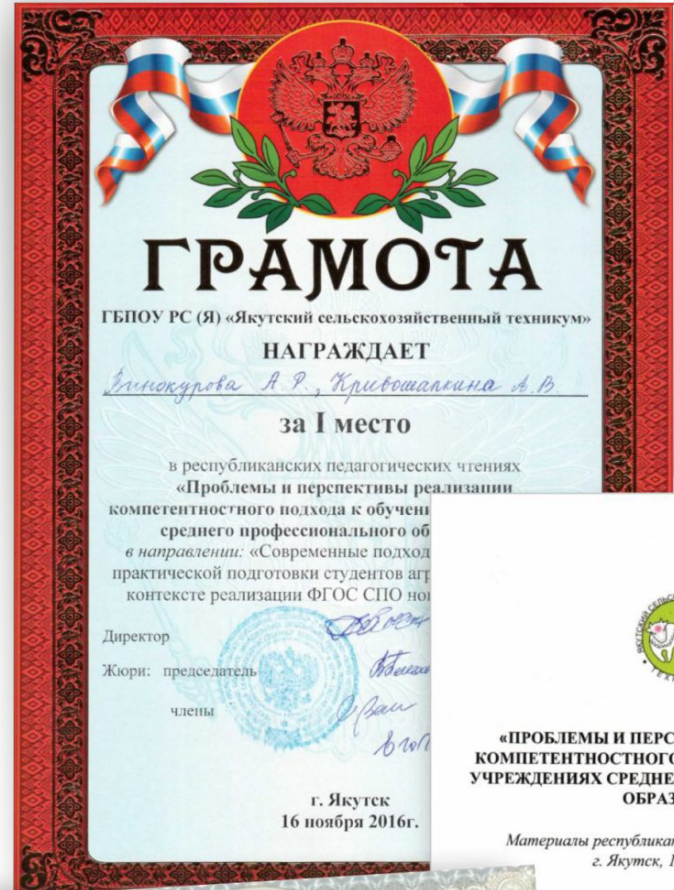 ГРАМОТА
ГБПОУ РС (Я) «Якутский сельскохозяйственный техникум»
НАГРАЖДАЕТ
Винокурова А. Р., Кривошапкина А. В.
за I место
в республиканских педагогических чтениях
«Проблемы и перспективы реализации
компетентностного подхода к обучени
среднего профессионального об
в направлении: «Современные подход
практической подготовки студентов агр
контексте реализации ФГОС СПО но
Директор
Жюри: председатель
члены
г. Якутск
16 ноября 2016г.
«ПРОБЛЕМЫ И ПЕРС
КОМПЕТЕНТНОСТНОГО
УЧРЕЖДЕНИЯХ СРЕДНЕ
ОБРАЗ
Материалы республика
г. Якутск, 1